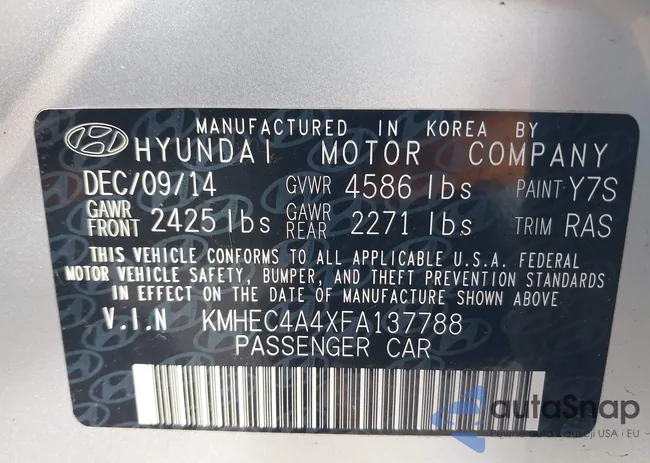 MANUFACTURED IN KOREA BY
HYUNDAI MOTOR COMPANY
DEC/09/14 GVWR 4586 lbs PAINT Y7S
GAWR FRONT 2425 lbs GAWR REAR 2271 lbs TRIM RAS
THIS VEHICLE CONFORMS TO ALL APPLICABLE U.S.A. FEDERAL
MOTOR VEHICLE SAFETY, BUMPER, AND THEFT PREVENTION STANDARDS
IN EFFECT ON THE DATE OF MANUFACTURE SHOWN ABOVE
V.I.N KMHEC4A4XFA137788
PASSENGER CAR
autoSnap
USA i EU